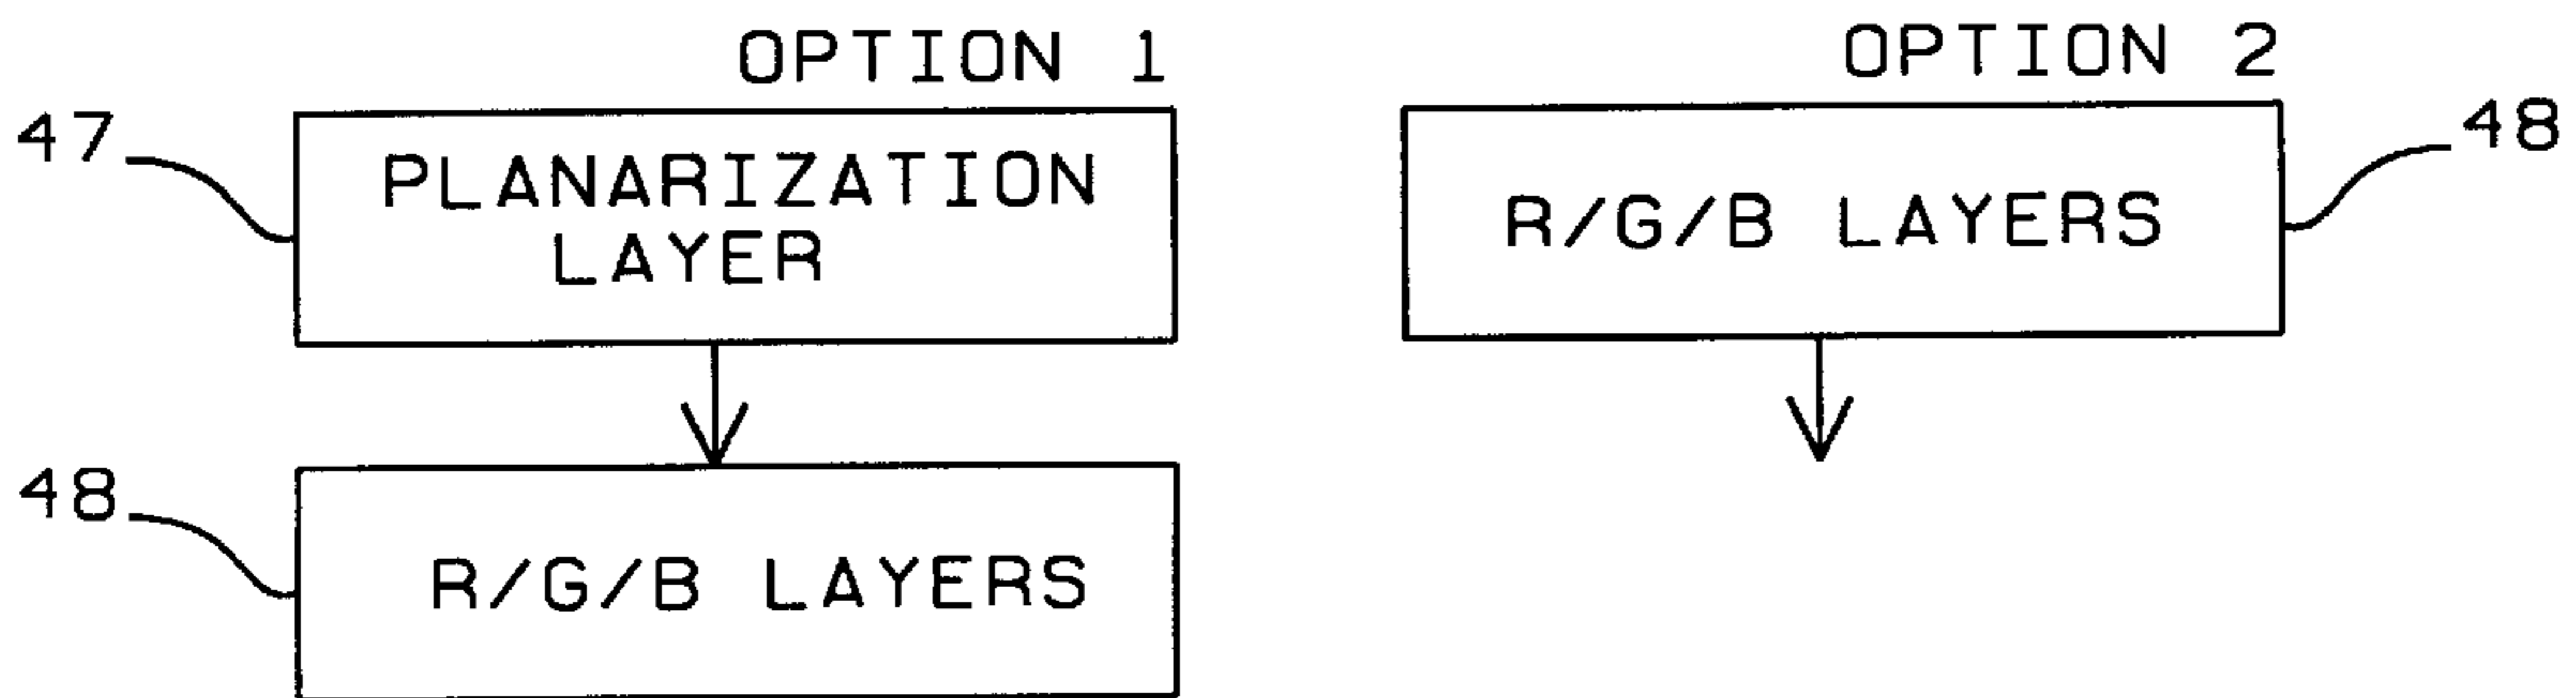 OPTION 1
47
PLANARIZATION
LAYER
48
R/G/B LAYERS
OPTION 2
48
R/G/B LAYERS